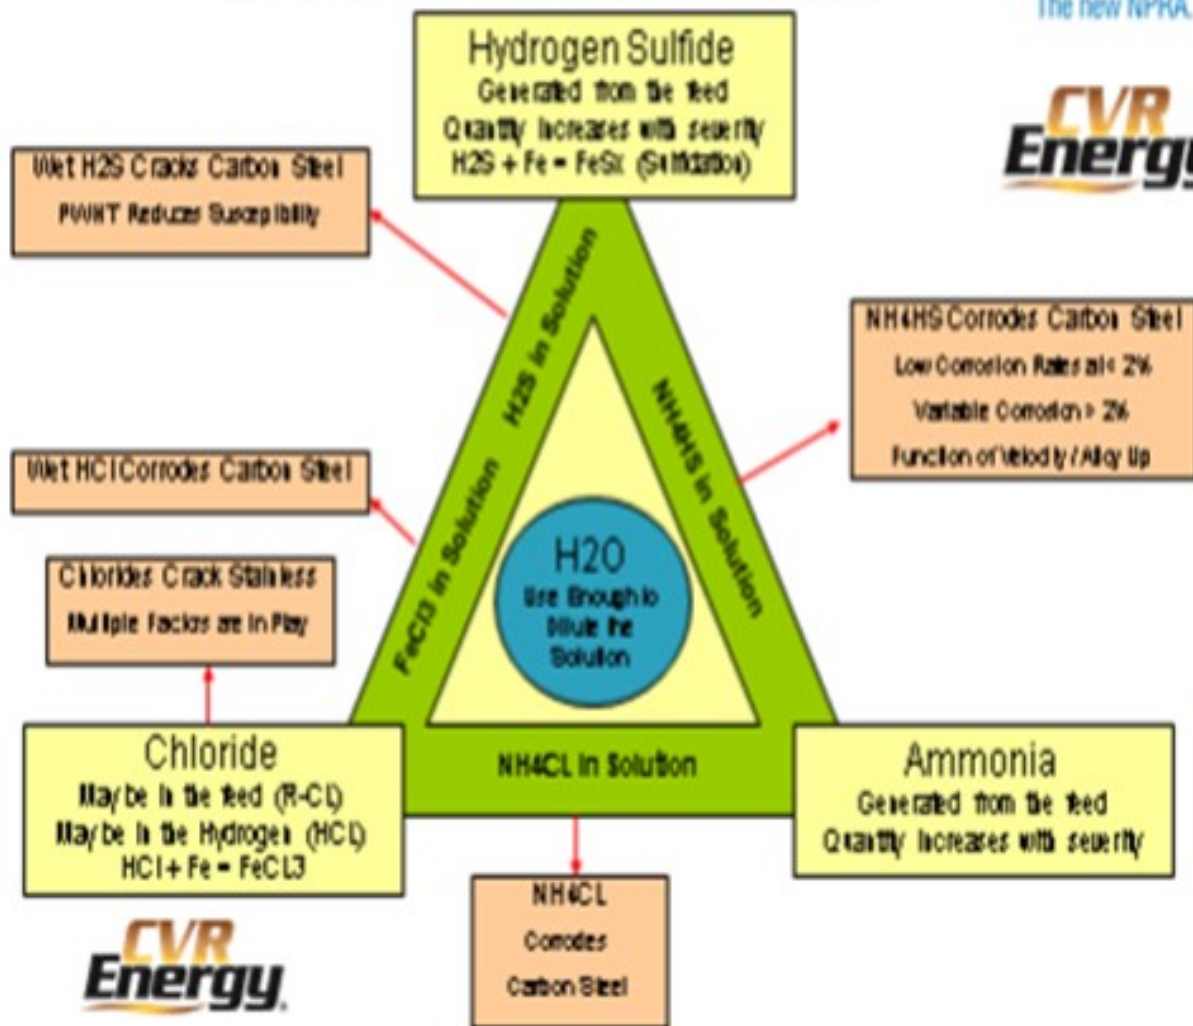 The new NPRA.
Hydrogen Sulfide
Generated from the feed
Quantity Increases with severity
H2S + Fe = FeSx (Sulfidation)
CVR
Energy
Wet H2S Cracks Carbon Steel
PWHT Reduces Susceptibility
H2S in Solution
NH4HS Corrodes Carbon Steel
Low Corrosion Rates at < 2%
Variable Corrosion > 2%
Function of Velocity / Alloy Up
NH4HS in Solution
Wet HCl Corrodes Carbon Steel
FeCl3 in Solution
H2O
Use Enough to
Dilute the
Solution
Chlorides Crack Stainless
Multiple Factors are in Play
Chloride
May be in the feed (R-CL)
May be in the Hydrogen (HCL)
HCl + Fe = FeCL3
NH4CL in Solution
Ammonia
Generated from the feed
Quantity Increases with severity
NH4CL
Corrodes
Carbon Steel
CVR
Energy